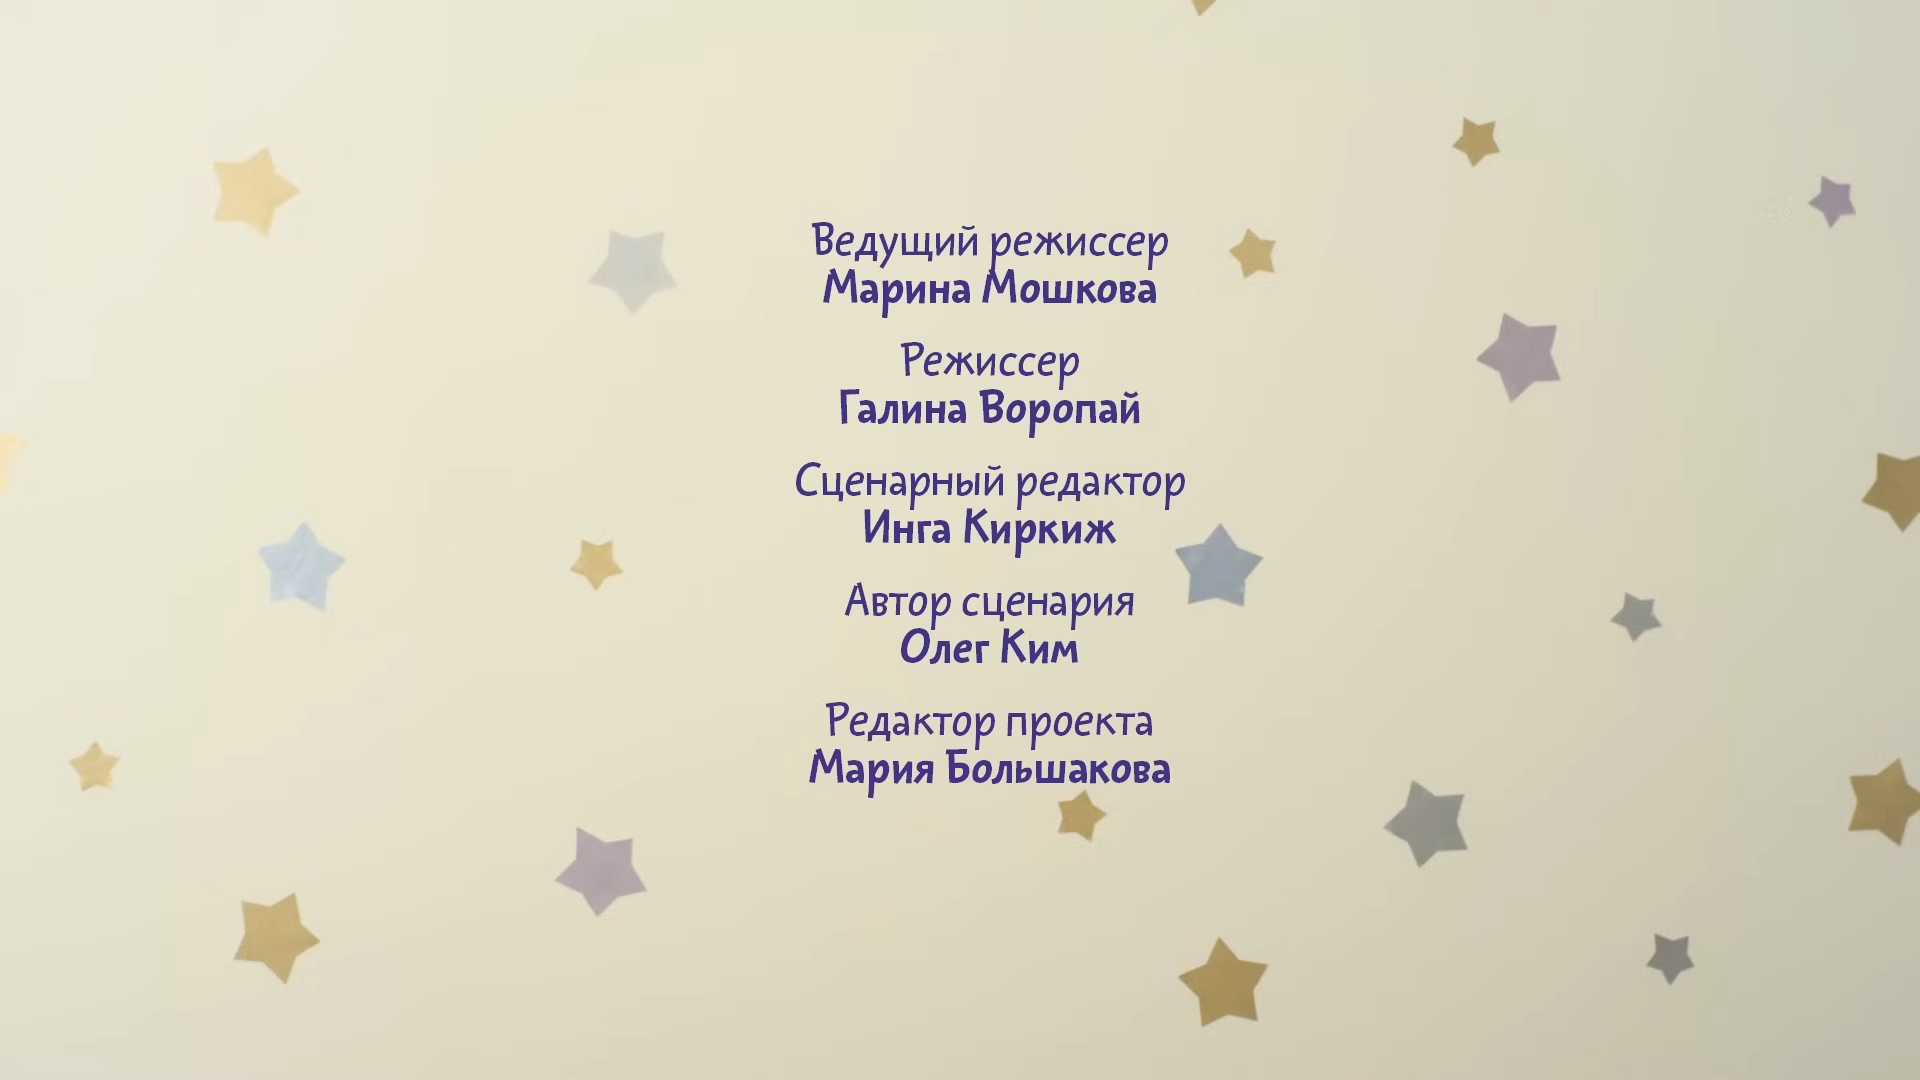 Ведущий режиссер
Марина Мошкова
Режиссер
Галина Воропай
Сценарный редактор
Инга Киркиж
Автор сценария
Олег Ким
Редактор проекта
Мария Большакова